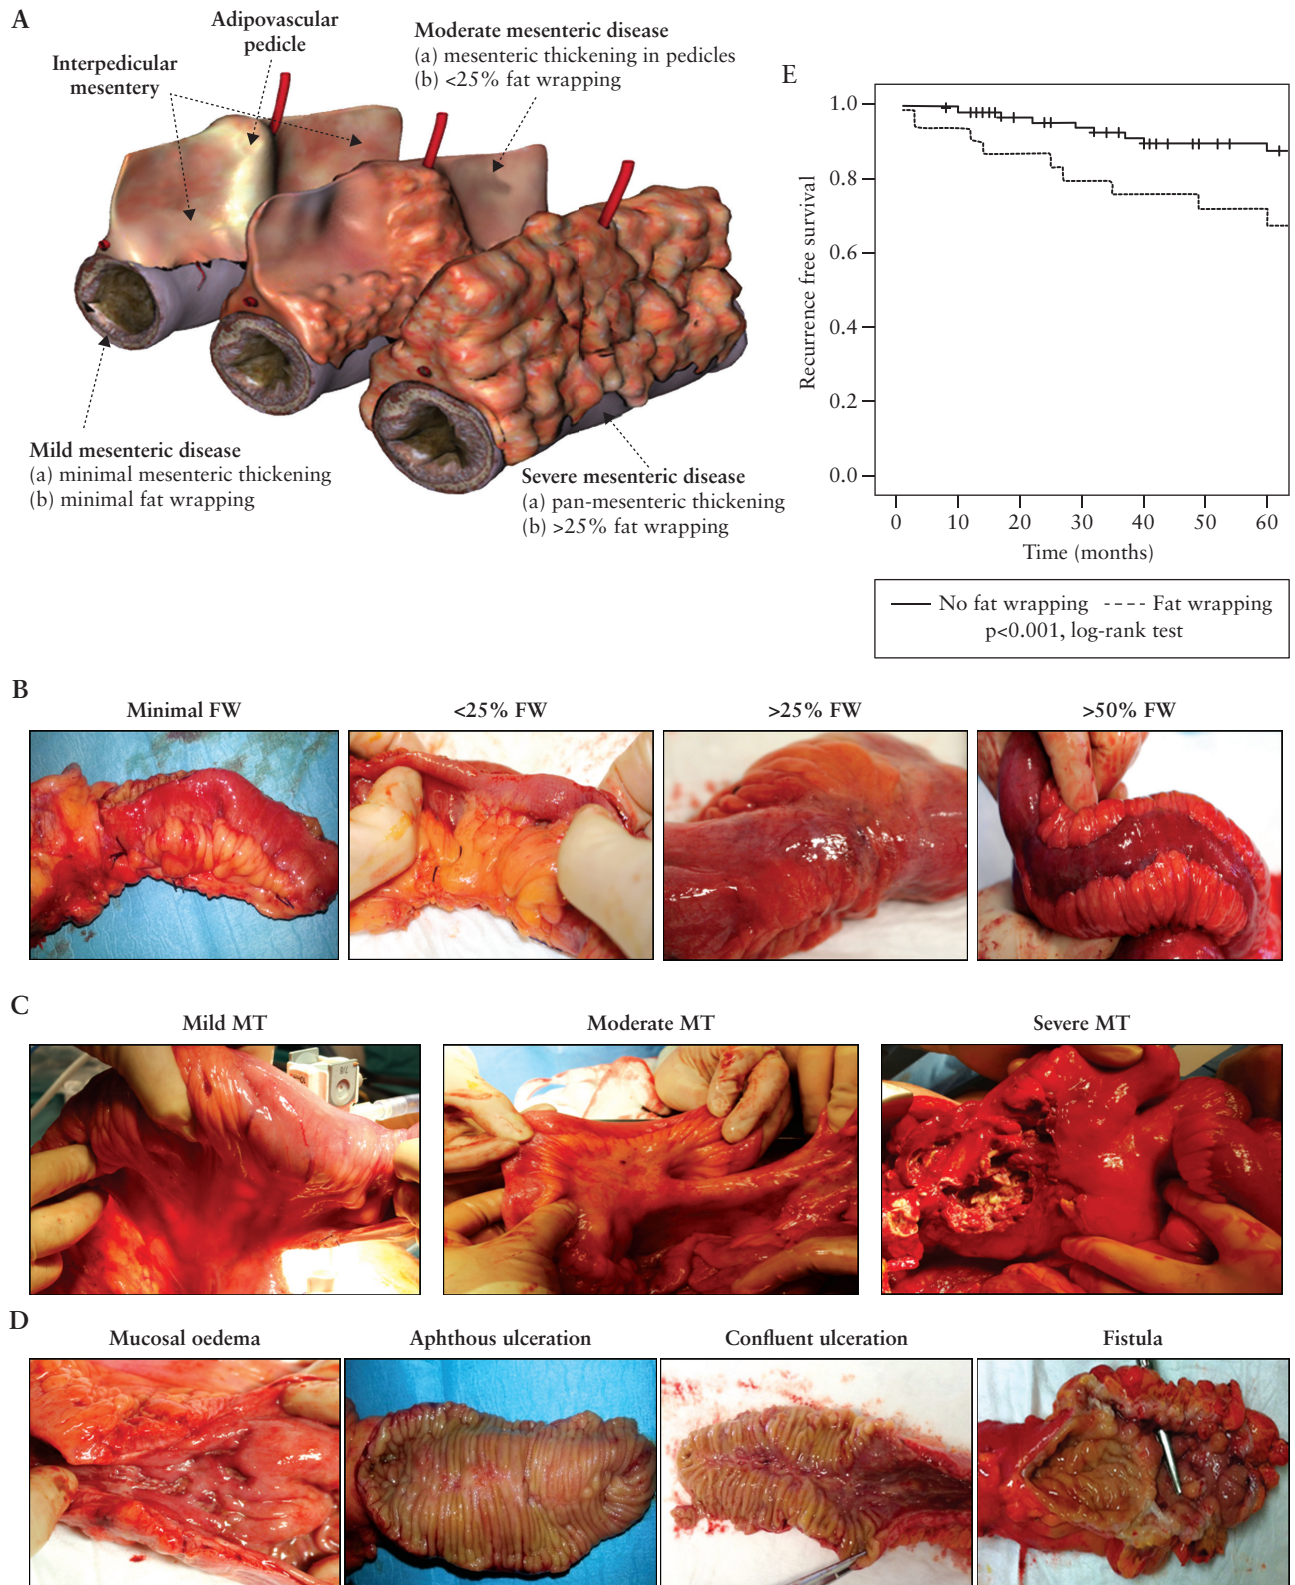 A
Adipovascular
pedicle
Interpedicular
mesentery
Moderate mesenteric disease
(a) mesenteric thickening in pedicles
(b) <25% fat wrapping
Mild mesenteric disease
(a) minimal mesenteric thickening
(b) minimal fat wrapping
Severe mesenteric disease
(a) pan-mesenteric thickening
(b) >25% fat wrapping
E
Recurrence free survival
1.0
0.8
0.6
0.4
0.2
0.0
0 10 20 30 40 50 60
Time (months)
No fat wrapping Fat wrapping
p<0.001, log-rank test
B
Minimal FW <25% FW >25% FW >50% FW
C
Mild MT Moderate MT Severe MT
D
Mucosal oedema Aphthous ulceration Confluent ulceration Fistula